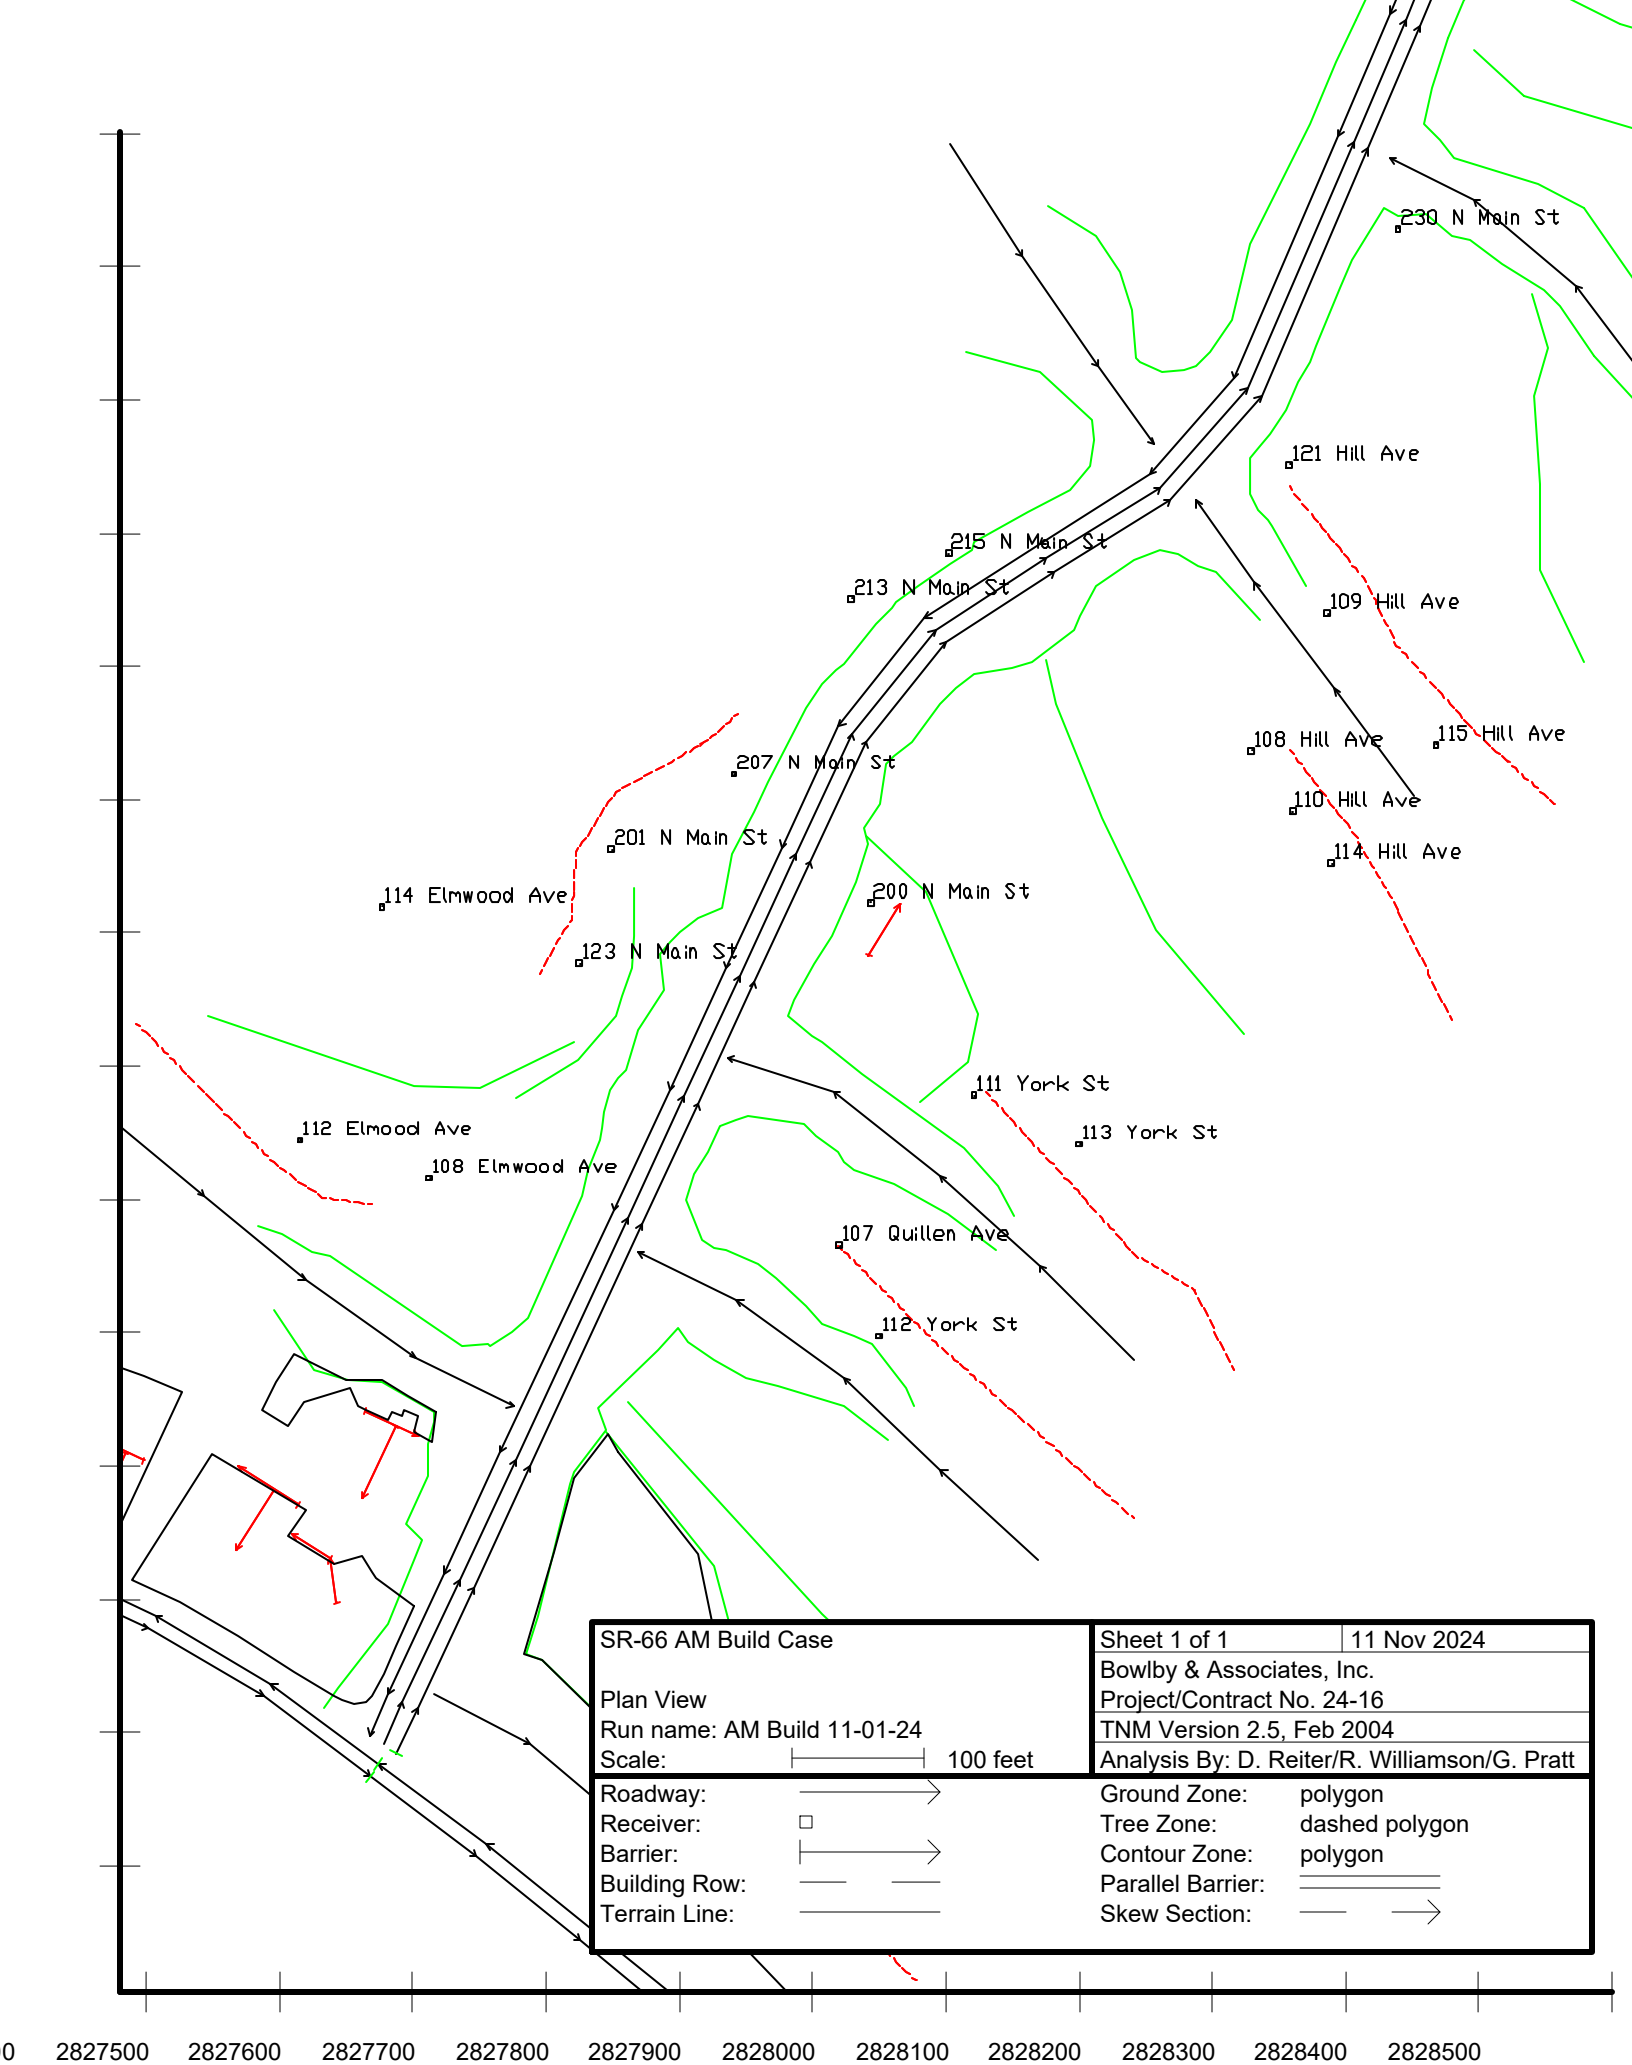 230 N Main St
121 Hill Ave
215 N Main St
213 N Main St
109 Hill Ave
108 Hill Ave
115 Hill Ave
207 N Main St
110 Hill Ave
201 N Main St
114 Hill Ave
114 Elmwood Ave
200 N Main St
123 N Main St
111 York St
112 Elmood Ave
113 York St
108 Elmwood Ave
107 Quillen Ave
112 York St
SR-66 AM Build Case
Sheet 1 of 1 11 Nov 2024
Bowlby & Associates, Inc.
Plan View
Project/Contract No. 24-16
Run name: AM Build 11-01-24
TNM Version 2.5, Feb 2004
Scale: 100 feet
Analysis By: D. Reiter/R. Williamson/G. Pratt
Roadway:
Ground Zone: polygon
Receiver:
Tree Zone: dashed polygon
Barrier:
Contour Zone: polygon
Building Row:
Parallel Barrier:
Terrain Line:
Skew Section:
2827500 2827600 2827700 2827800 2827900 2828000 2828100 2828200 2828300 2828400 2828500